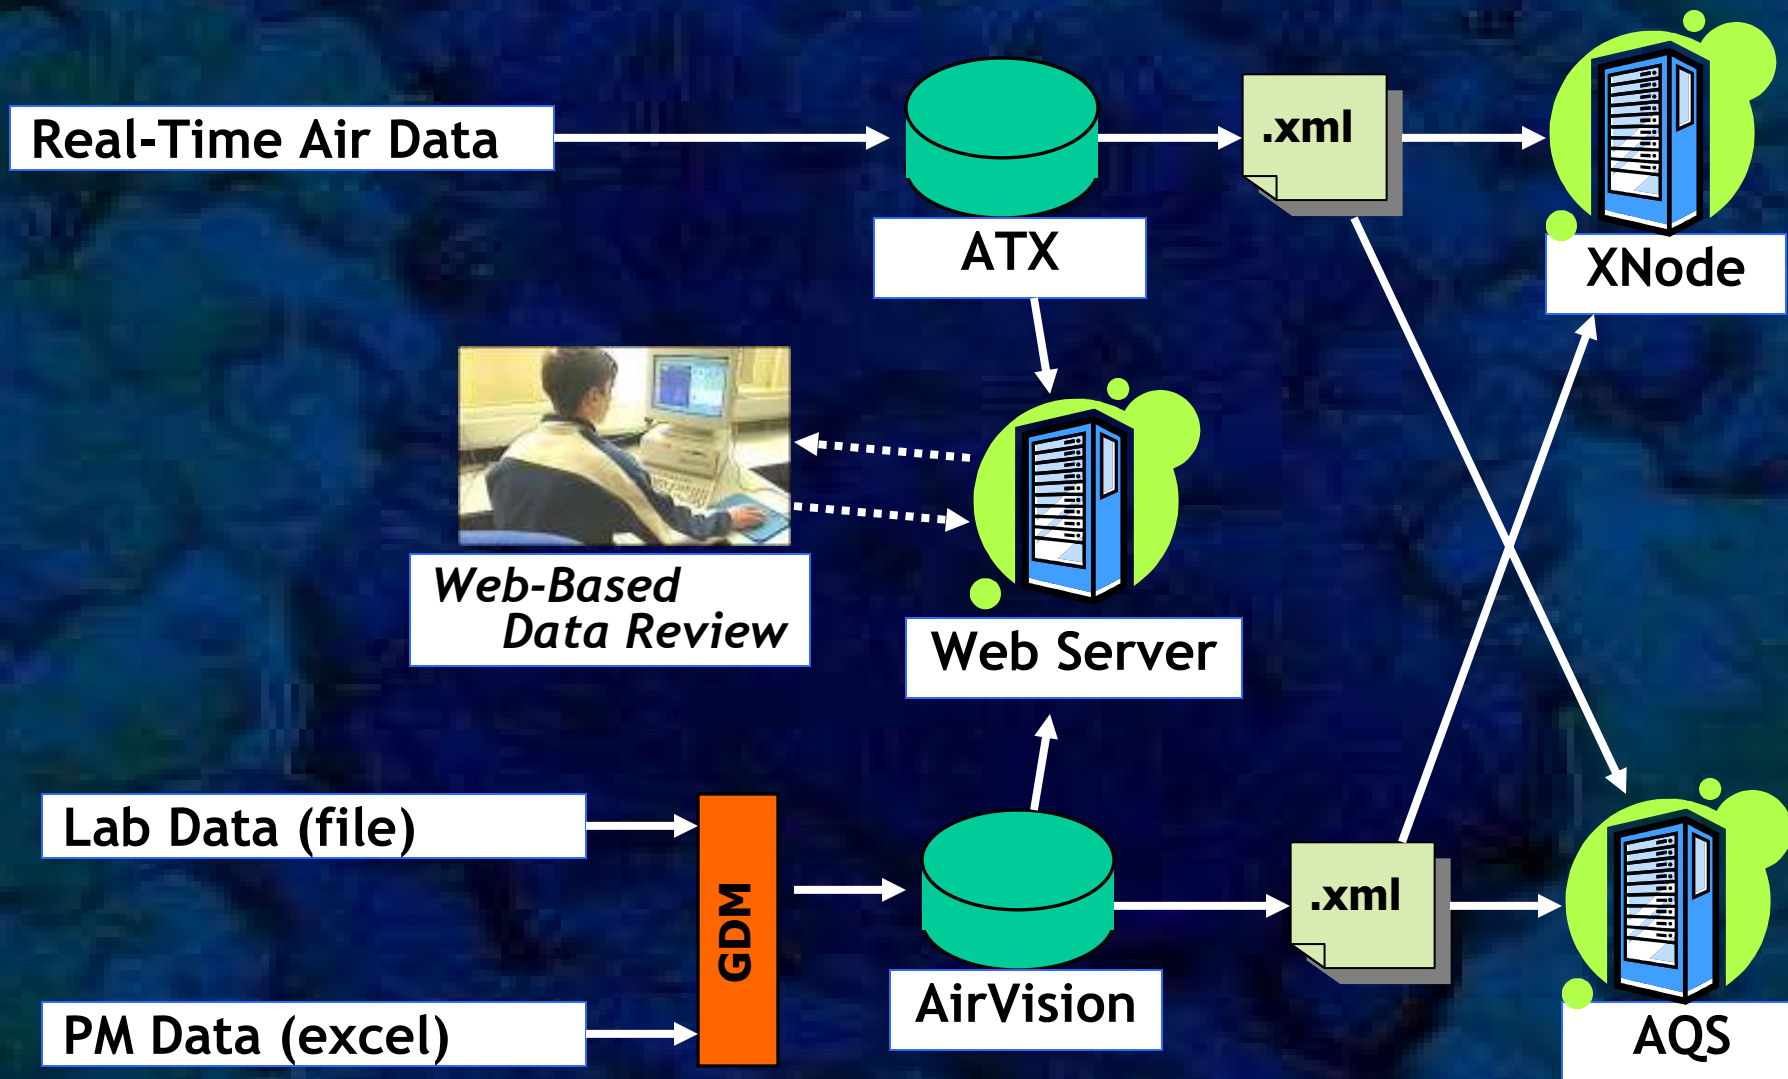 Real-Time Air Data
.xml
ATX
XNode
Web-Based
Data Review
Web Server
Lab Data (file)
GDM
.xml
AirVision
PM Data (excel)
AQS